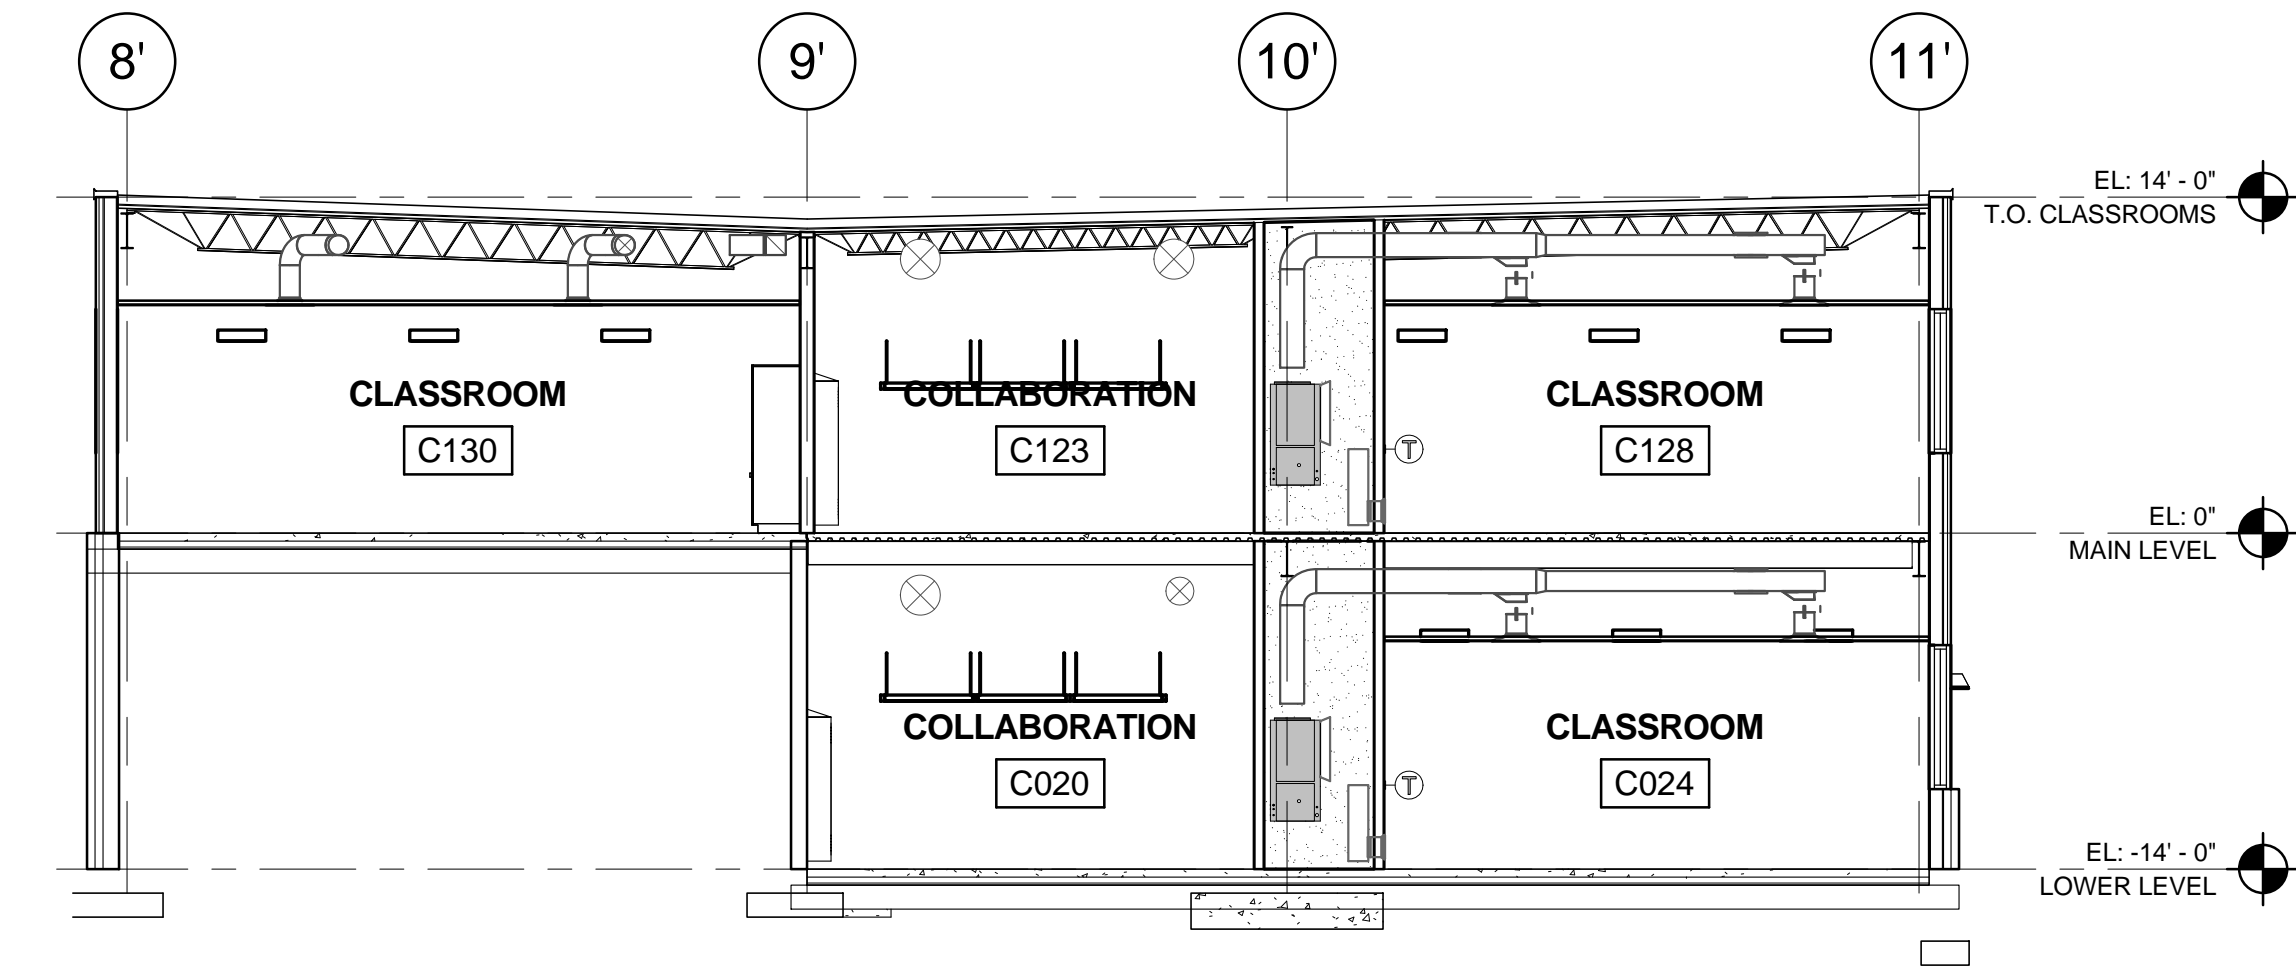 8'
9'
10'
11'
EL: 14' - 0"
T.O. CLASSROOMS
CLASSROOM
C130
COLLABORATION
C123
CLASSROOM
C128
T
EL: 0"
MAIN LEVEL
COLLABORATION
C020
CLASSROOM
C024
T
EL: -14' - 0"
LOWER LEVEL